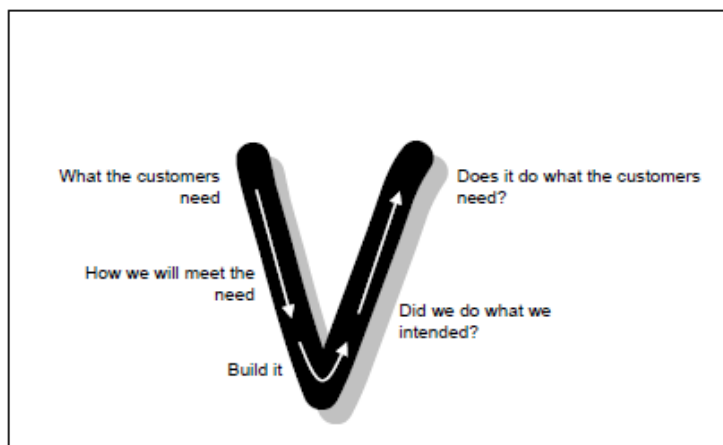 What the customers
need
How we will meet the
need
Build it
Did we do what we
intended?
Does it do what the customers
need?